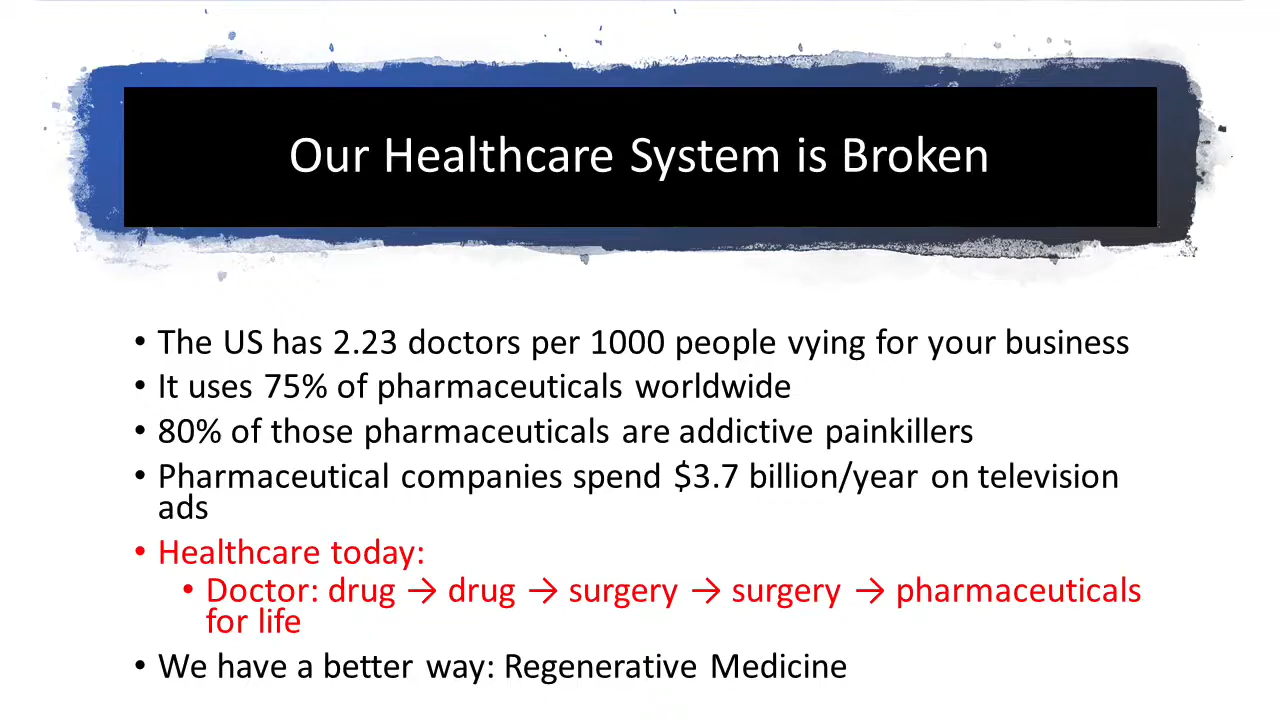 Our Healthcare System is Broken
• The US has 2.23 doctors per 1000 people vying for your business
• It uses 75% of pharmaceuticals worldwide
• 80% of those pharmaceuticals are addictive painkillers
• Pharmaceutical companies spend $3.7 billion/year on television
ads
• Healthcare today:
• Doctor: drug → drug → surgery → surgery → pharmaceuticals
for life
• We have a better way: Regenerative Medicine